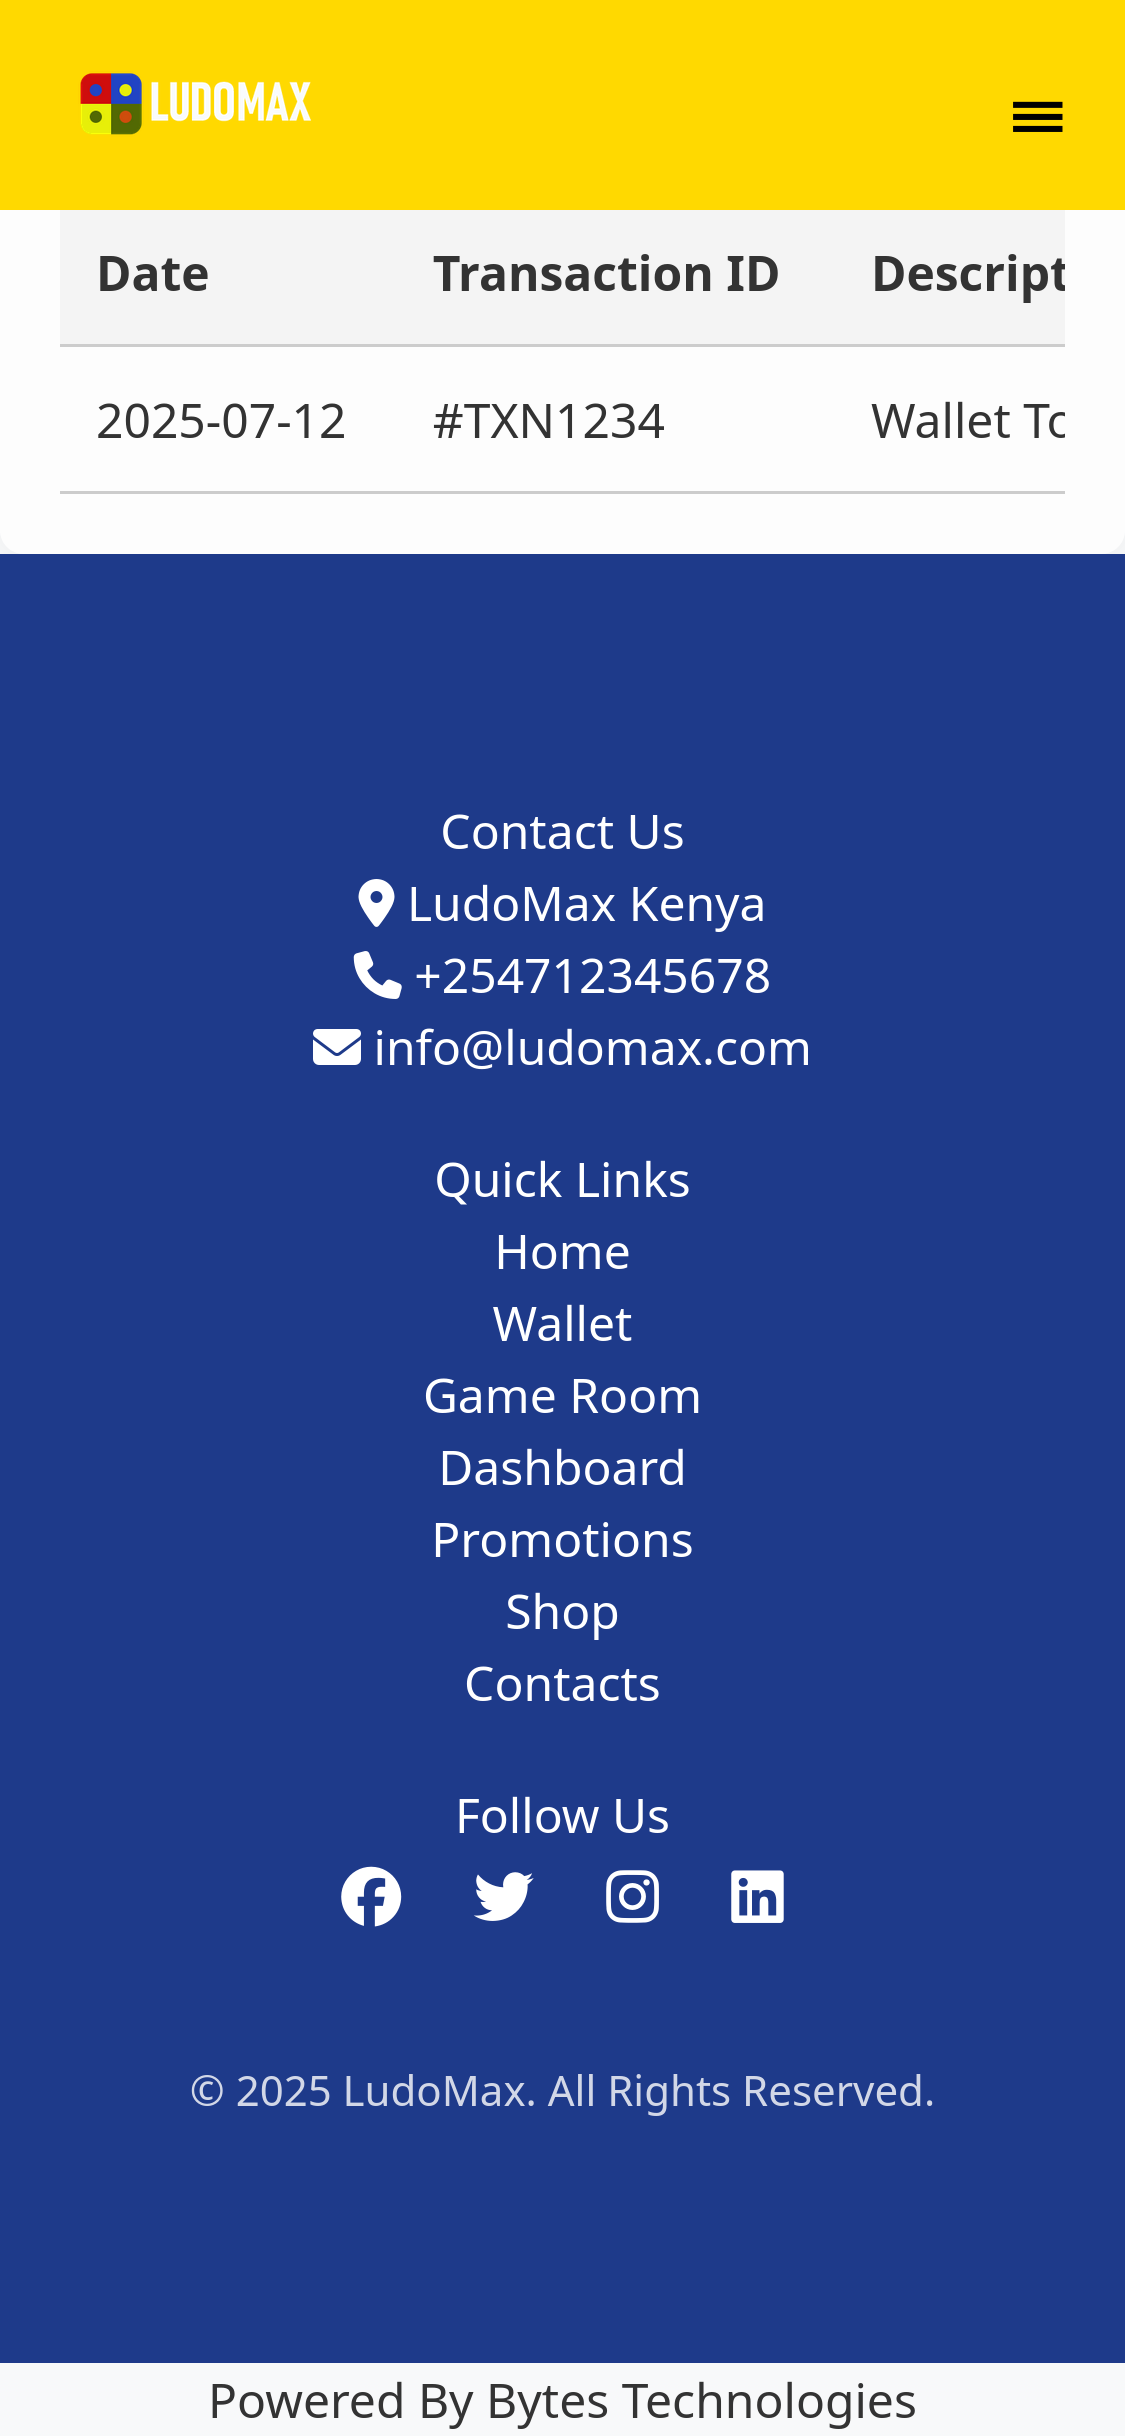 LUDOMAX
Date Transaction ID Descript
2025-07-12 #TXN1234 Wallet To
Contact Us
LudoMax Kenya
+254712345678
info@ludomax.com
Quick Links
Home
Wallet
Game Room
Dashboard
Promotions
Shop
Contacts
Follow Us
© 2025 LudoMax. All Rights Reserved.
Powered By Bytes Technologies